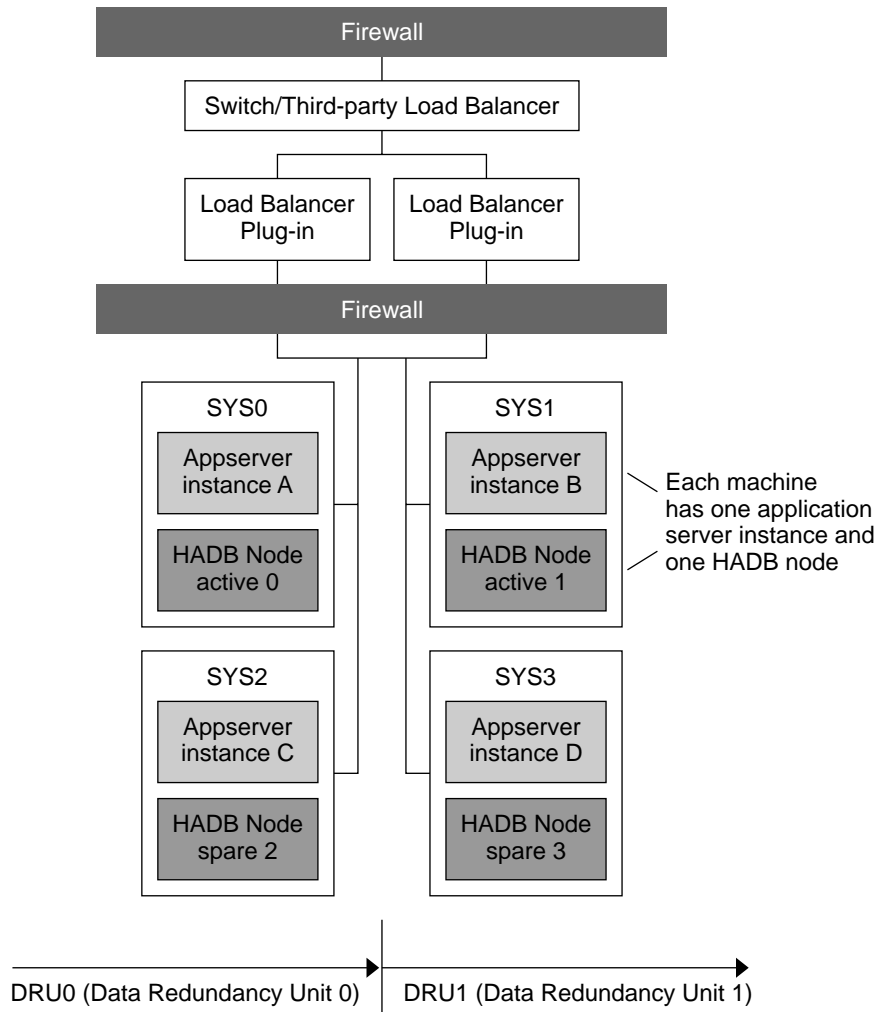 Firewall
Switch/Third-party Load Balancer
Load Balancer
Plug-in
Load Balancer
Plug-in
Firewall
SYS0
Appserver
instance A
HADB Node
active 0
SYS1
Appserver
instance B
HADB Node
active 1
Each machine
has one application
server instance and
one HADB node
SYS2
Appserver
instance C
HADB Node
spare 2
SYS3
Appserver
instance D
HADB Node
spare 3
DRU0 (Data Redundancy Unit 0)
DRU1 (Data Redundancy Unit 1)